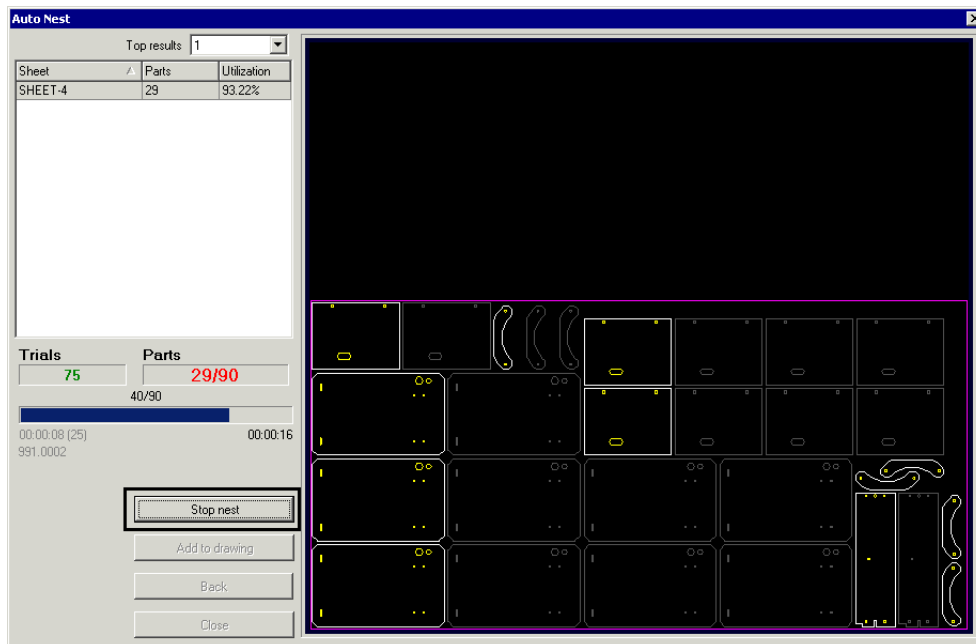 Auto Nest
Top results 1
Sheet Parts Utilization
SHEET-4 29 93.22%
Trials Parts
75 29/90
40/90
00:00:08 (25) 00:00:16
991.0002
Stop nest
Add to drawing
Back
Close